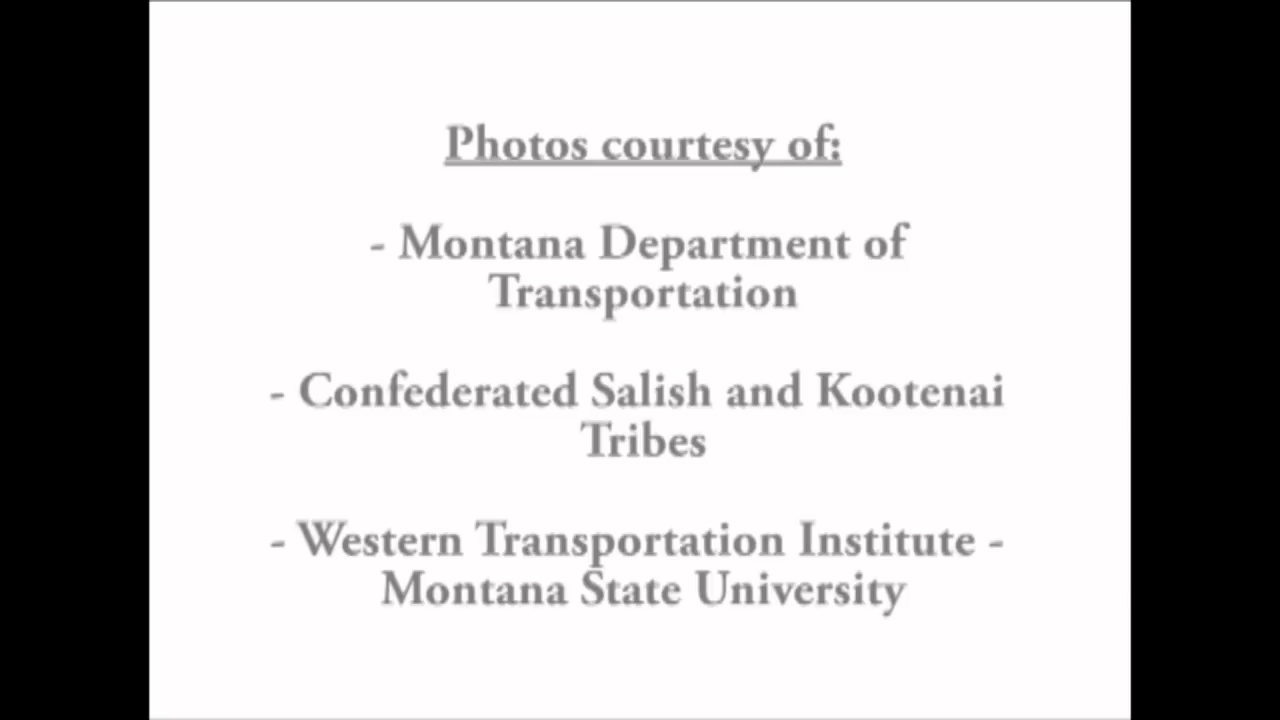 Photos courtesy of:
- Montana Department of
Transportation
- Confederated Salish and Kootenai
Tribes
- Western Transportation Institute -
Montana State University